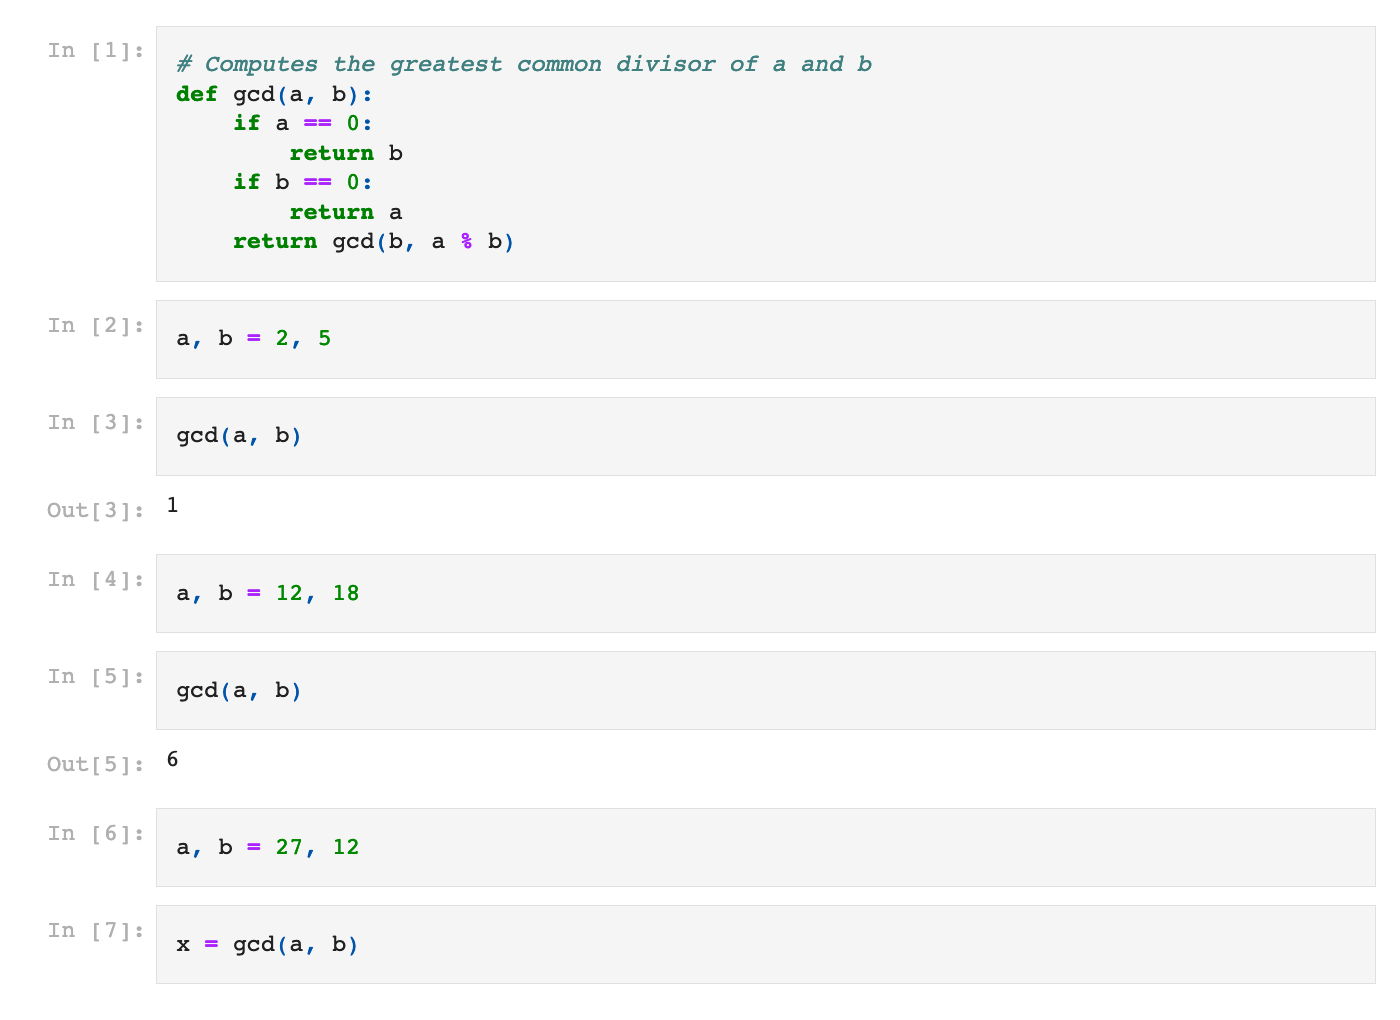 In [1]:
# Computes the greatest common divisor of a and b
def gcd(a, b):
    if a == 0:
        return b
    if b == 0:
        return a
    return gcd(b, a % b)
In [2]:
a, b = 2, 5
In [3]:
gcd(a, b)
Out[3]: 1
In [4]:
a, b = 12, 18
In [5]:
gcd(a, b)
Out[5]: 6
In [6]:
a, b = 27, 12
In [7]:
x = gcd(a, b)